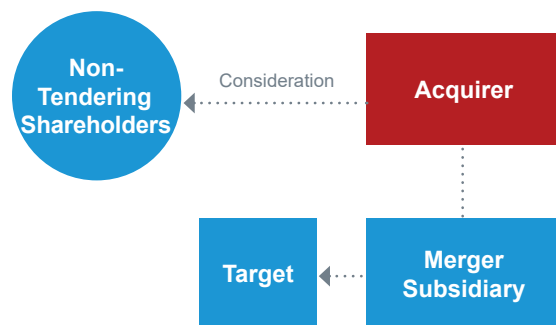 Non-
Tendering
Shareholders
Consideration
Acquirer
Target
Merger
Subsidiary